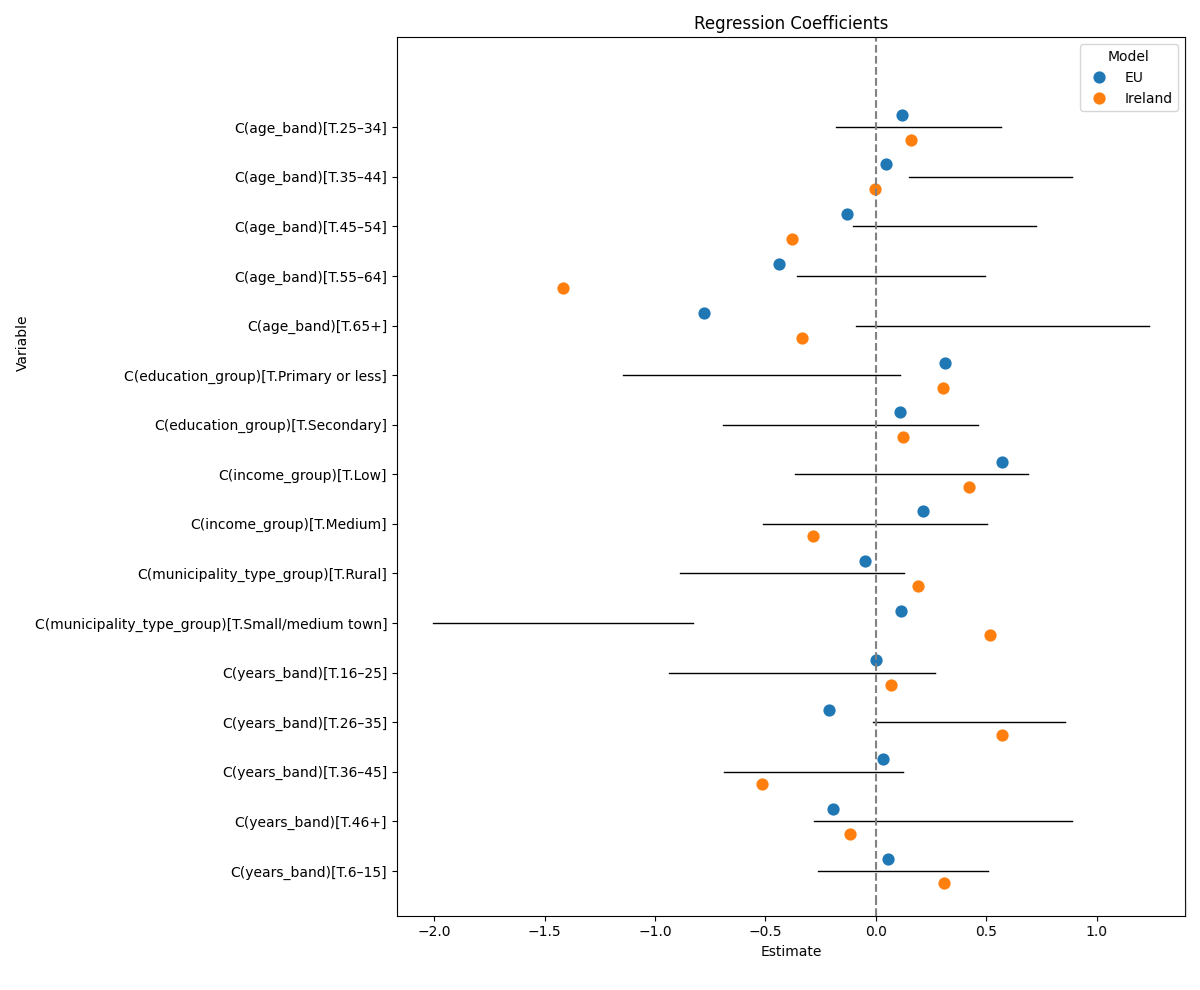 Regression Coefficients
Model
EU
Ireland
Variable
C(age_band)[T.25–34]
C(age_band)[T.35–44]
C(age_band)[T.45–54]
C(age_band)[T.55–64]
C(age_band)[T.65+]
C(education_group)[T.Primary or less]
C(education_group)[T.Secondary]
C(income_group)[T.Low]
C(income_group)[T.Medium]
C(municipality_type_group)[T.Rural]
C(municipality_type_group)[T.Small/medium town]
C(years_band)[T.16–25]
C(years_band)[T.26–35]
C(years_band)[T.36–45]
C(years_band)[T.46+]
C(years_band)[T.6–15]
−2.0 −1.5 −1.0 −0.5 0.0 0.5 1.0
Estimate